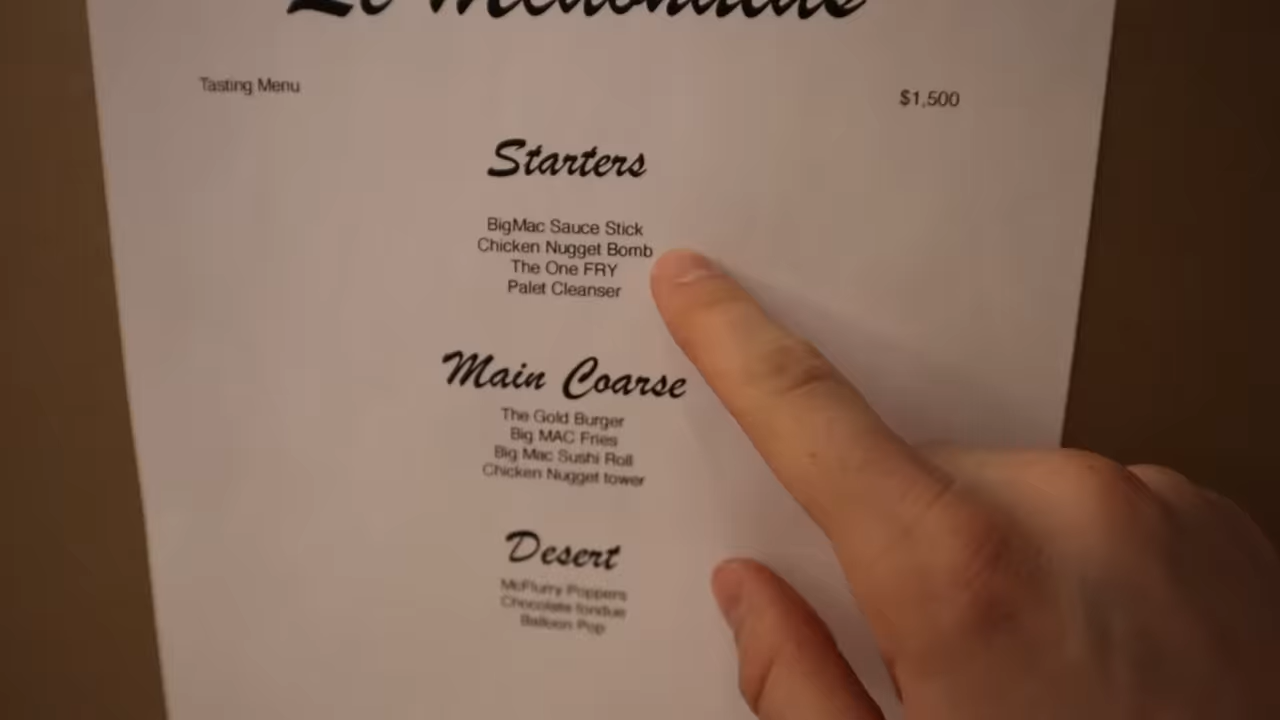 Le
Tasting Menu
$1,500
Starters
BigMac Sauce Stick
Chicken Nugget Bomb
The One FRY
Palet Cleanser
Main Coarse
The Gold Burger
Big MAC Fries
Big Mac Sushi Roll
Chicken Nugget tower
Desert
McFlurry Poppers
Chocolate fondue
Balloon Pop